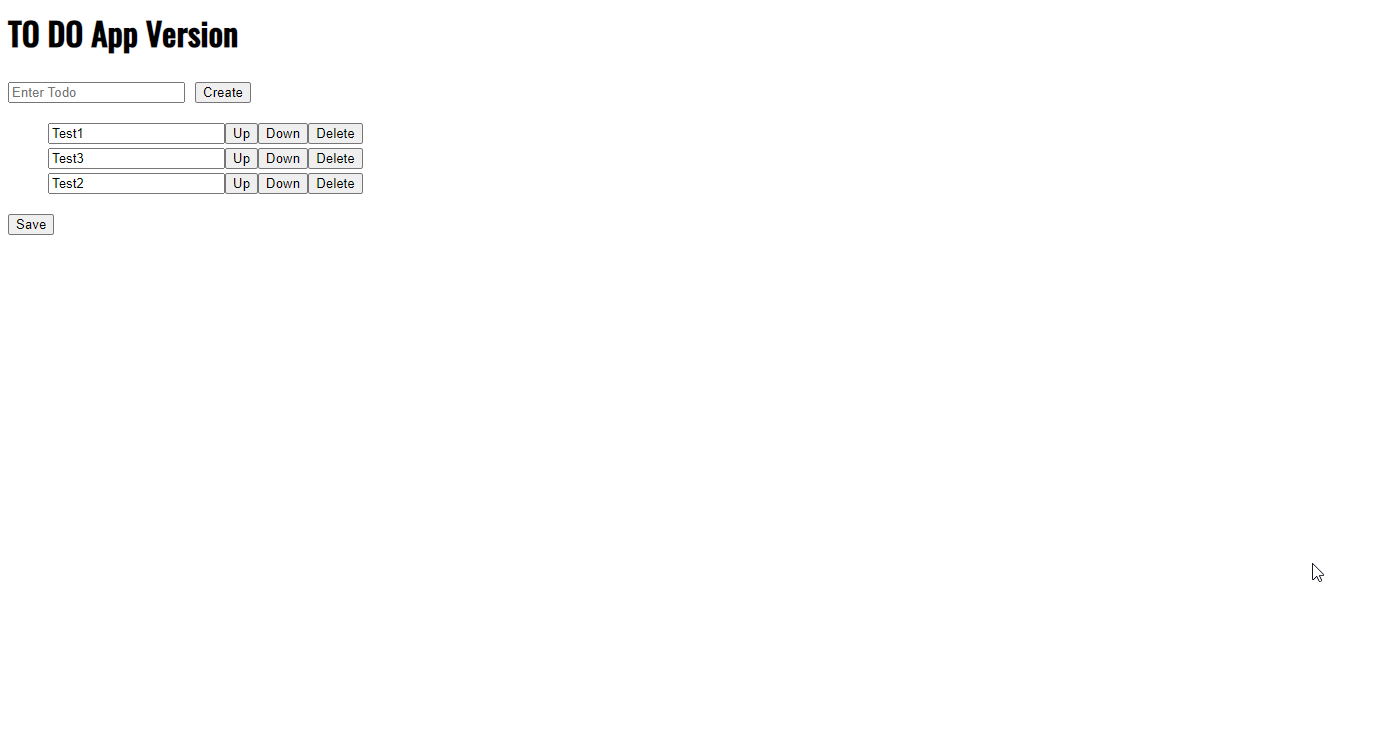 TO DO App Version
Enter Todo Create
Test1 Up Down Delete
Test3 Up Down Delete
Test2 Up Down Delete
Save